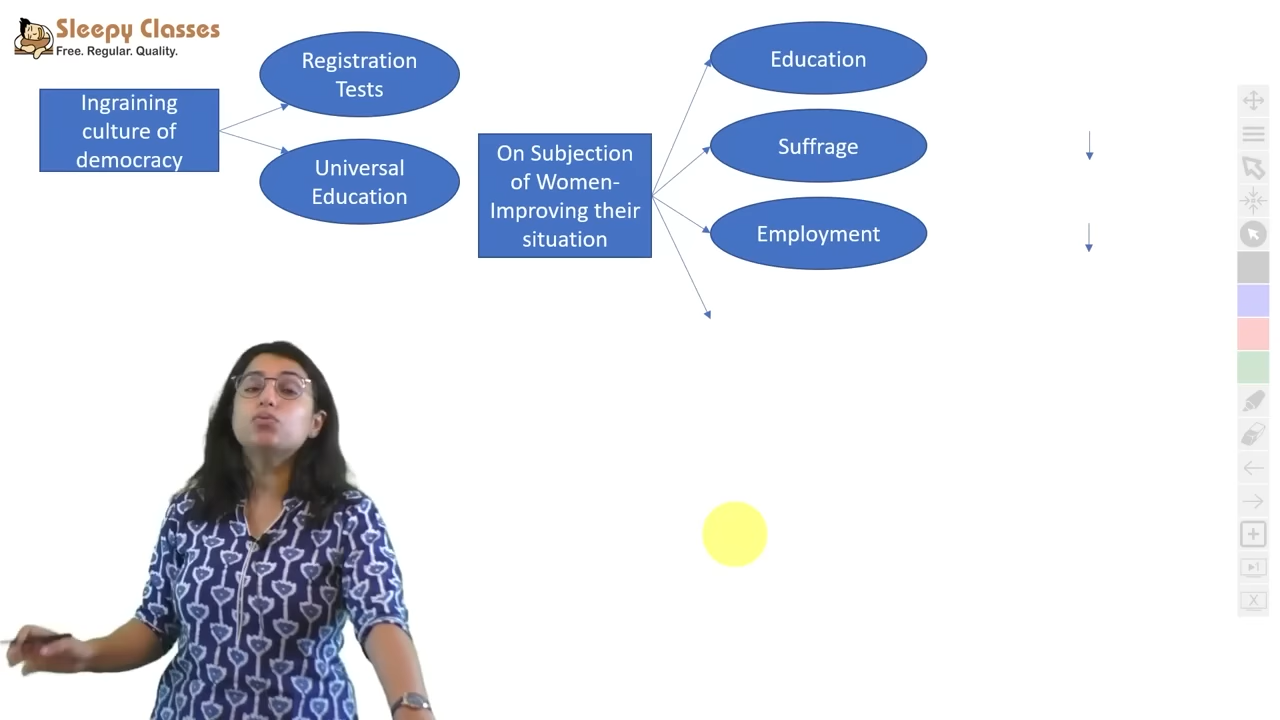 Sleepy Classes
Free. Regular. Quality.
Ingraining
culture of
democracy
Registration
Tests
Universal
Education
On Subjection
of Women-
Improving their
situation
Education
Suffrage
Employment